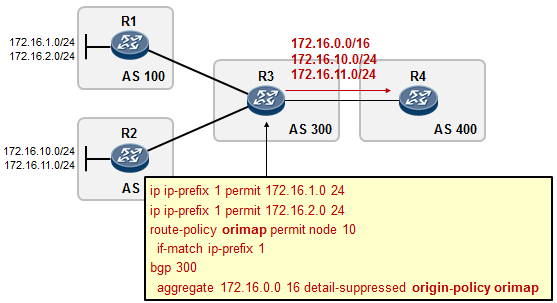 R1
172.16.1.0/24
172.16.2.0/24
AS 100
172.16.0.0/16
172.16.10.0/24
172.16.11.0/24
R3
R4
AS 300
AS 400
R2
172.16.10.0/24
172.16.11.0/24
AS
ip ip-prefix 1 permit 172.16.1.0 24
ip ip-prefix 1 permit 172.16.2.0 24
route-policy orimap permit node 10
if-match ip-prefix 1
bgp 300
aggregate 172.16.0.0 16 detail-suppressed origin-policy orimap